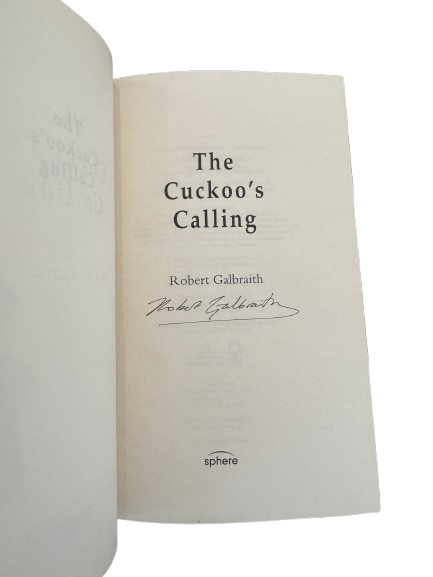 The
Cuckoo's
Calling
Robert Galbraith
Robert Galbraith
sphere